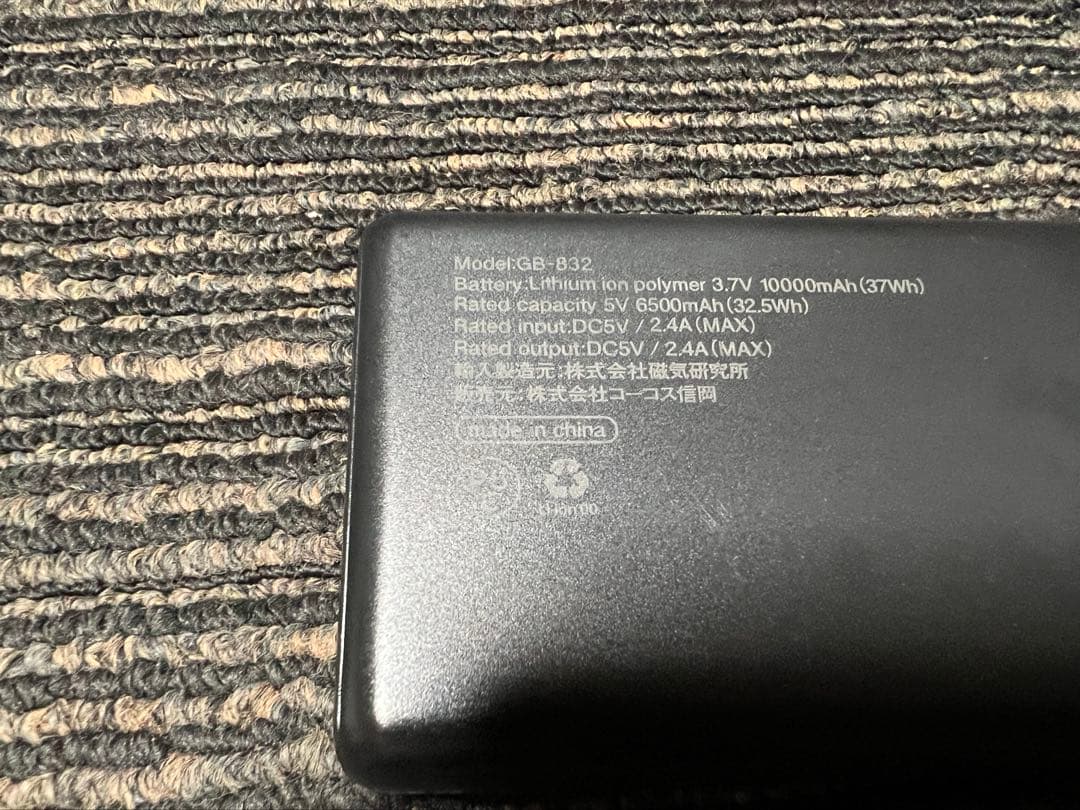 Model:GB-832
Battery:Lithium ion polymer 3.7V 10000mAh(37Wh)
Rated capacity 5V 6500mAh(32.5Wh)
Rated input:DC5V / 2.4A(MAX)
Rated output:DC5V / 2.4A(MAX)
輸入製造元:株式会社磁気研究所
販売元:株式会社コーコス信岡
made in china
Li-ion 00